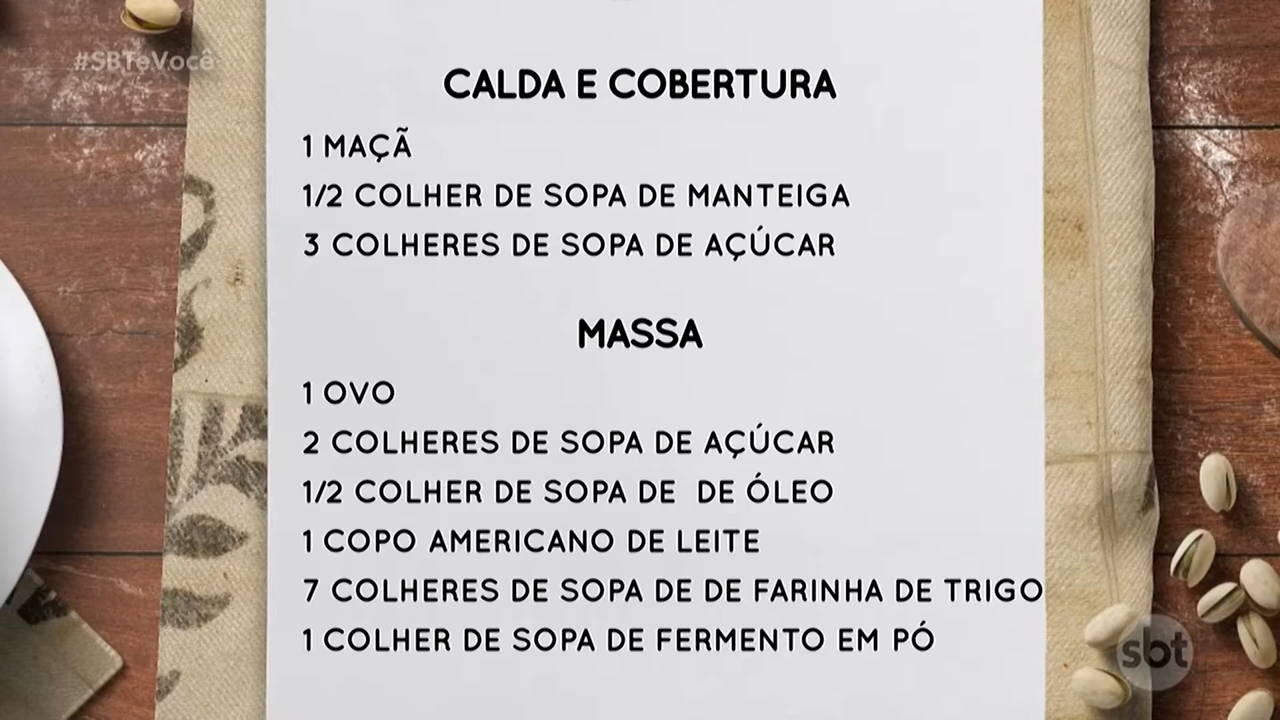 #SBTeVocê
CALDA E COBERTURA
1 MAÇÃ
1/2 COLHER DE SOPA DE MANTEIGA
3 COLHERES DE SOPA DE AÇÚCAR
MASSA
1 OVO
2 COLHERES DE SOPA DE AÇÚCAR
1/2 COLHER DE SOPA DE DE ÓLEO
1 COPO AMERICANO DE LEITE
7 COLHERES DE SOPA DE DE FARINHA DE TRIGO
1 COLHER DE SOPA DE FERMENTO EM PÓ
sbt